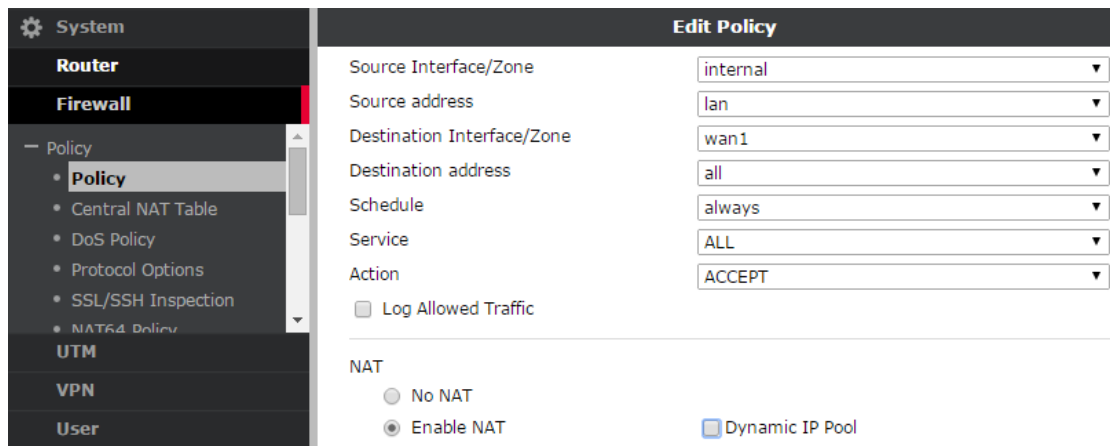 System
Router
Firewall
Policy
Policy
Central NAT Table
DoS Policy
Protocol Options
SSL/SSH Inspection
NAT64 Policy
UTM
VPN
User
Edit Policy
Source Interface/Zone internal
Source address lan
Destination Interface/Zone wan1
Destination address all
Schedule always
Service ALL
Action ACCEPT
Log Allowed Traffic
NAT
No NAT
Enable NAT Dynamic IP Pool